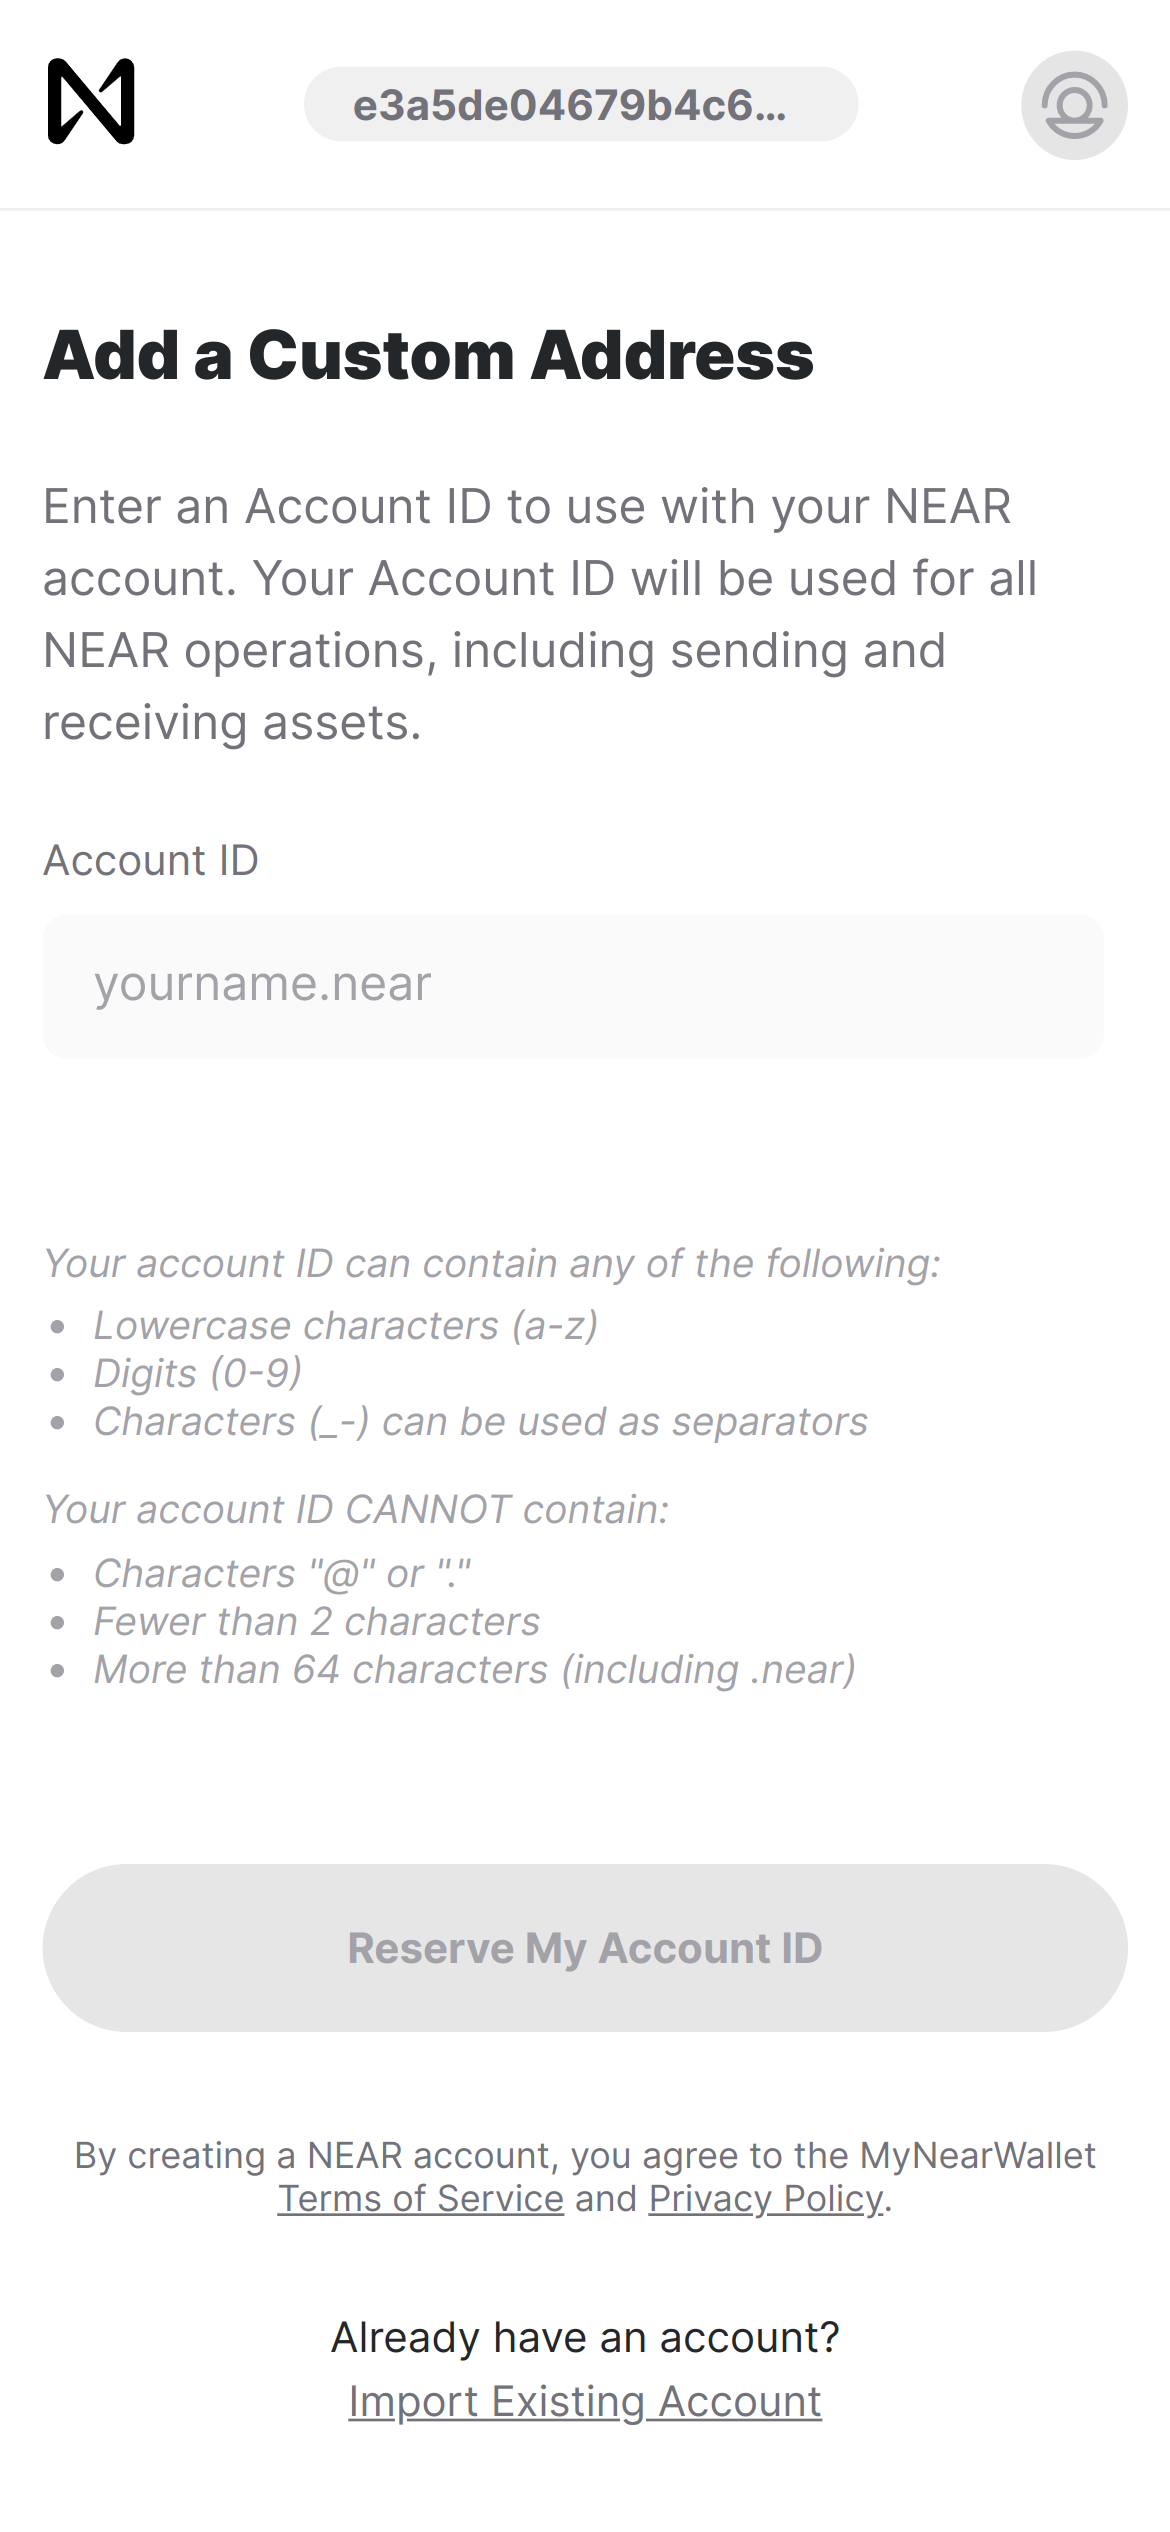 e3a5de04679b4c6...
Add a Custom Address
Enter an Account ID to use with your NEAR
account. Your Account ID will be used for all
NEAR operations, including sending and
receiving assets.
Account ID
yourname.near
Your account ID can contain any of the following:
• Lowercase characters (a-z)
• Digits (0-9)
• Characters (_-) can be used as separators
Your account ID CANNOT contain:
• Characters "@" or "."
• Fewer than 2 characters
• More than 64 characters (including .near)
Reserve My Account ID
By creating a NEAR account, you agree to the MyNearWallet
Terms of Service and Privacy Policy.
Already have an account?
Import Existing Account